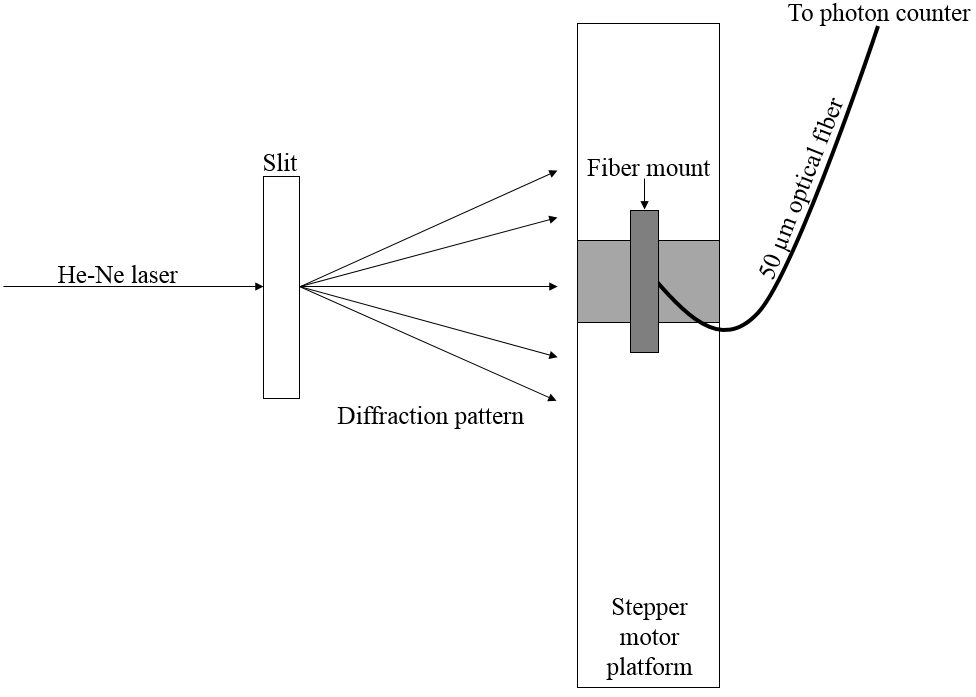 To photon counter
Slit
Fiber mount
50 μm optical fiber
He-Ne laser
Diffraction pattern
Stepper
motor
platform